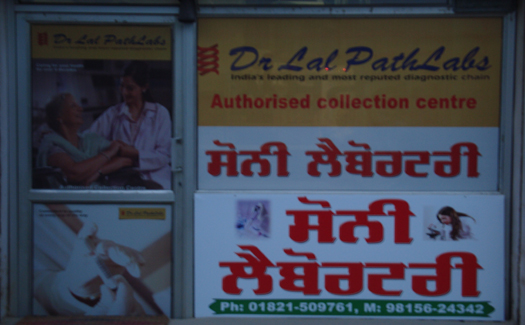 Dr Lal PathLabs
Dr Lal PathLabs
India's leading and most reputed diagnostic chain
Authorised collection centre
ਸੋਨੀ ਲੈਬੋਰਟਰੀ
ਸੋਨੀ
ਲੈਬੋਰਟਰੀ
Ph: 01821-509761, M: 98156-24342